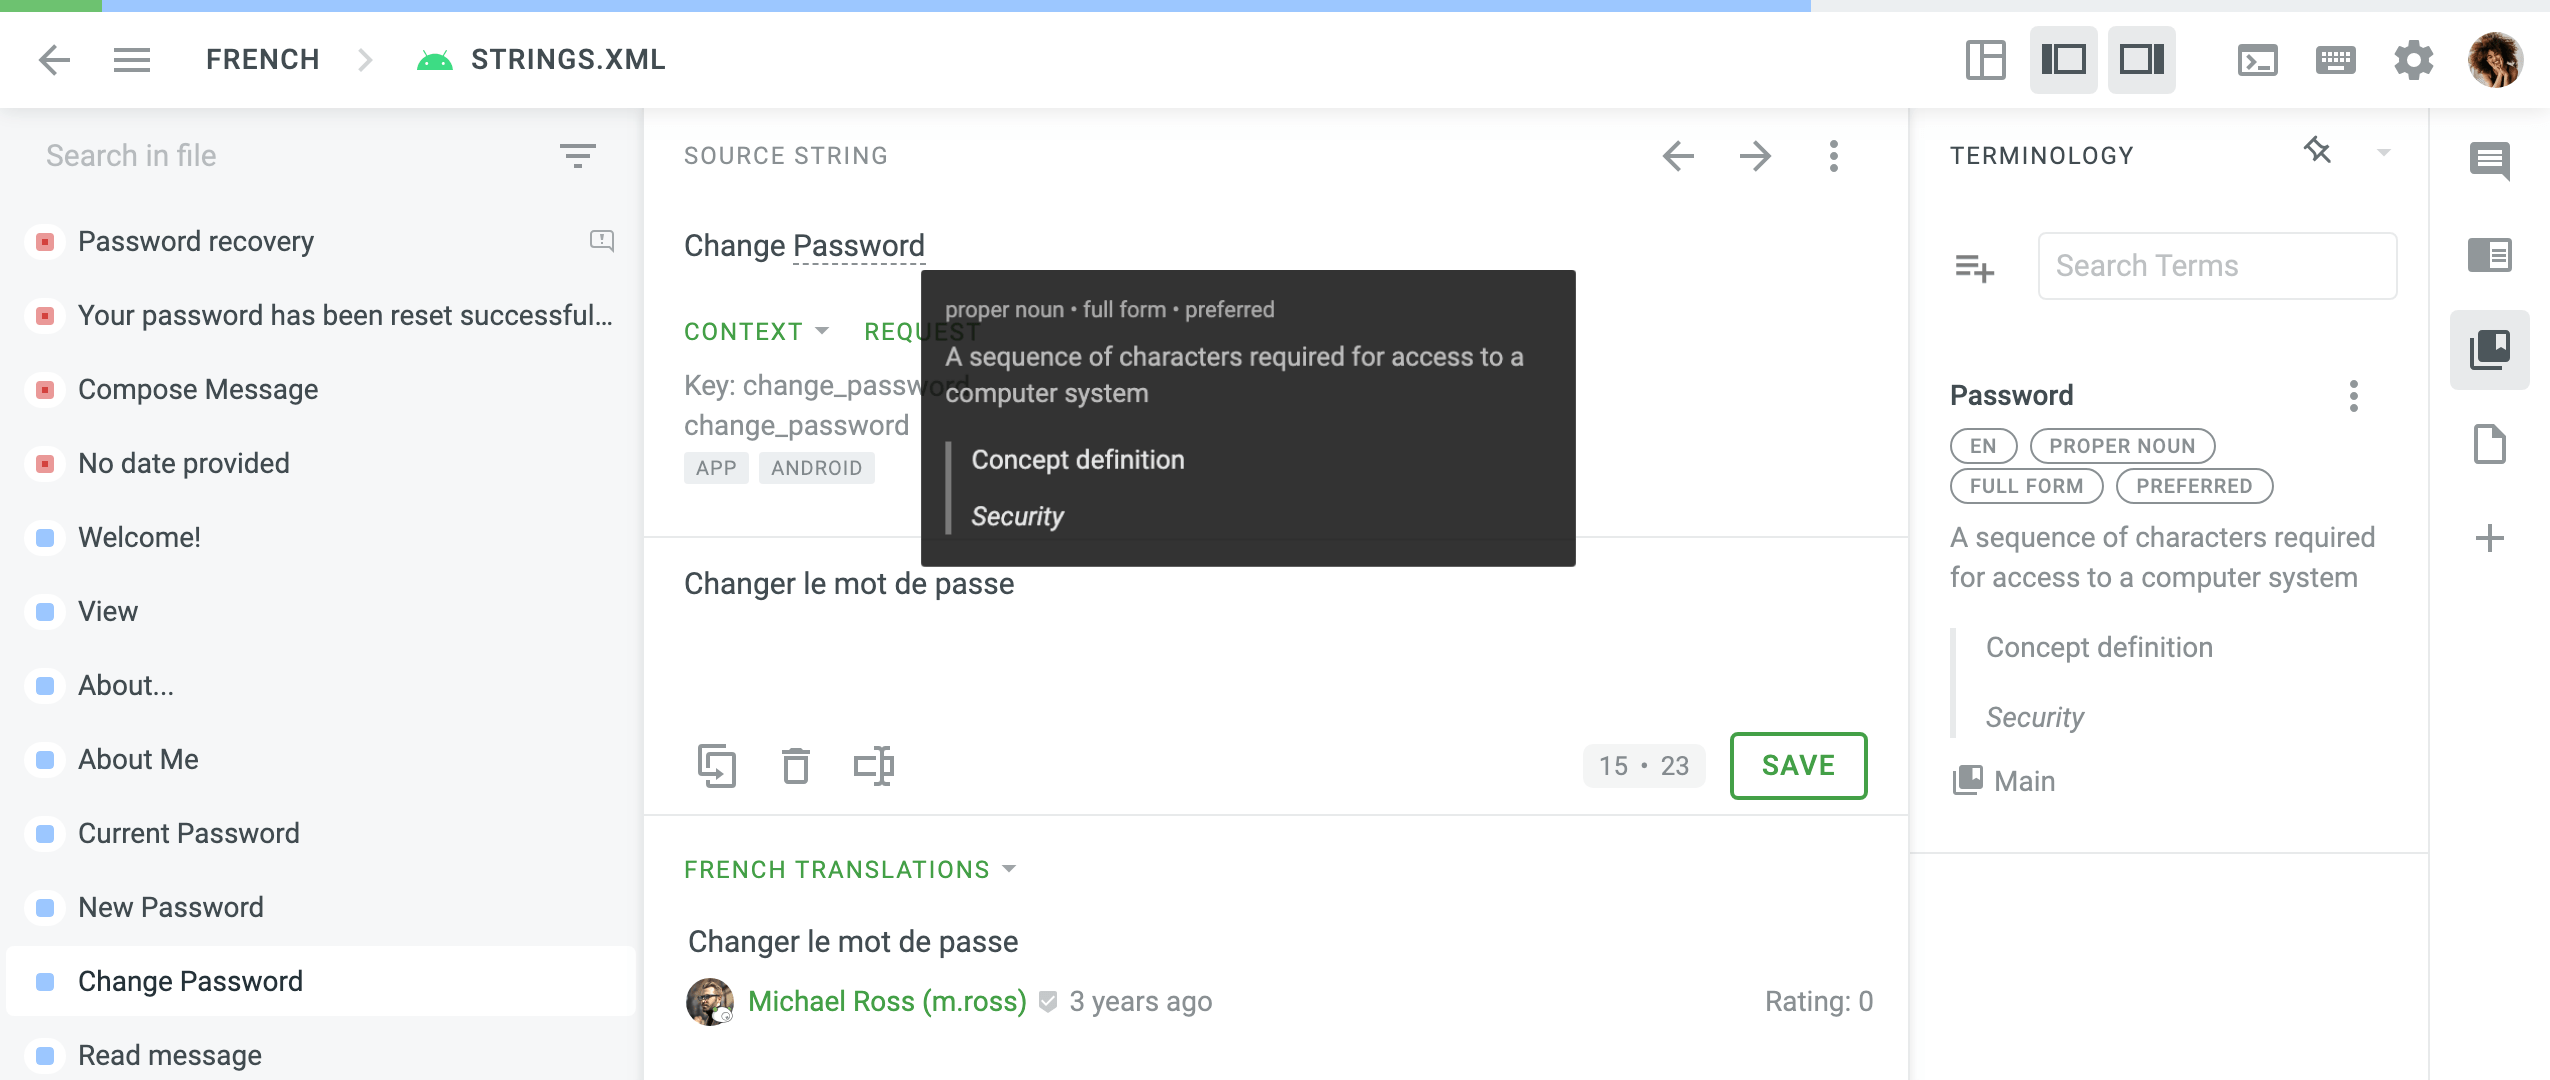 FRENCH
STRINGS.XML
Search in file
Password recovery
Your password has been reset successful...
Compose Message
No date provided
Welcome!
View
About...
About Me
Current Password
New Password
Change Password
Read message
SOURCE STRING
Change Password
CONTEXT
REQUEST
Key: change_password
change_password
APP
ANDROID
proper noun • full form • preferred
A sequence of characters required for access to a
computer system
Concept definition
Security
Changer le mot de passe
15 • 23
SAVE
FRENCH TRANSLATIONS
Changer le mot de passe
Michael Ross (m.ross) 3 years ago
Rating: 0
TERMINOLOGY
Search Terms
Password
EN
PROPER NOUN
FULL FORM
PREFERRED
A sequence of characters required
for access to a computer system
Concept definition
Security
Main